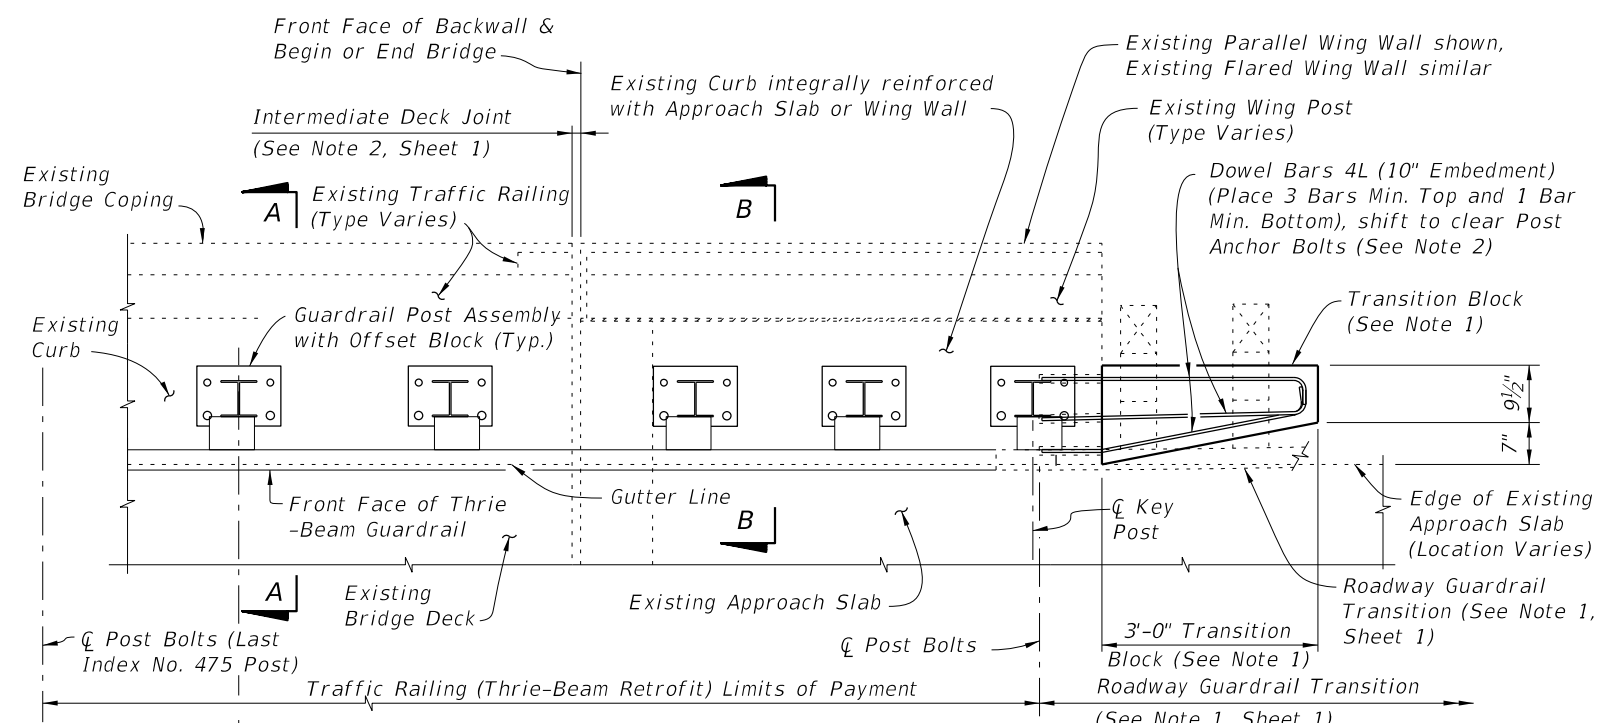 Front Face of Backwall &
Begin or End Bridge
Existing Parallel Wing Wall shown,
Existing Flared Wing Wall similar
Existing Curb integrally reinforced
with Approach Slab or Wing Wall
Existing Wing Post
(Type Varies)
Intermediate Deck Joint
(See Note 2, Sheet 1)
Existing
Bridge Coping
A
Existing Traffic Railing
(Type Varies)
B
Dowel Bars 4L (10" Embedment)
(Place 3 Bars Min. Top and 1 Bar
Min. Bottom), shift to clear Post
Anchor Bolts (See Note 2)
Existing
Curb
Guardrail Post Assembly
with Offset Block (Typ.)
Transition Block
(See Note 1)
9½"
7"
Front Face of Thrie
-Beam Guardrail
Gutter Line
B
℄ Key
Post
Edge of Existing
Approach Slab
(Location Varies)
A
Existing
Bridge Deck
Existing Approach Slab
Roadway Guardrail
Transition (See Note 1,
Sheet 1)
℄ Post Bolts (Last
Index No. 475 Post)
℄ Post Bolts
3'-0" Transition
Block (See Note 1)
Traffic Railing (Thrie-Beam Retrofit) Limits of Payment
Roadway Guardrail Transition
(See Note 1, Sheet 1)